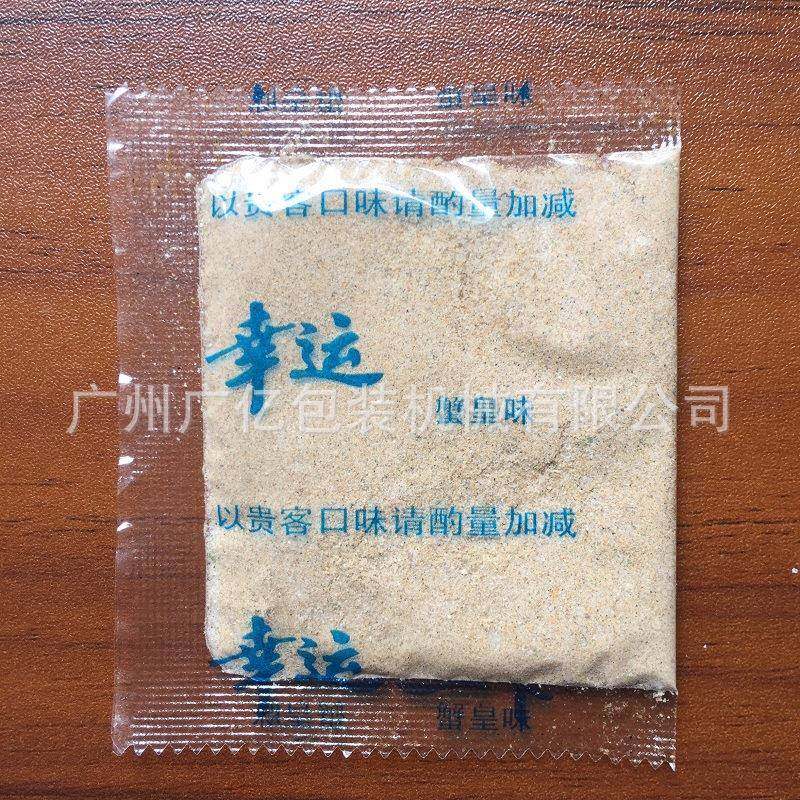 蟹皇味
以贵客口味请酌量加减
幸运
蟹皇味
广州广亿包装机械有限公司
以贵客口味请酌量加减
幸运
蟹皇味